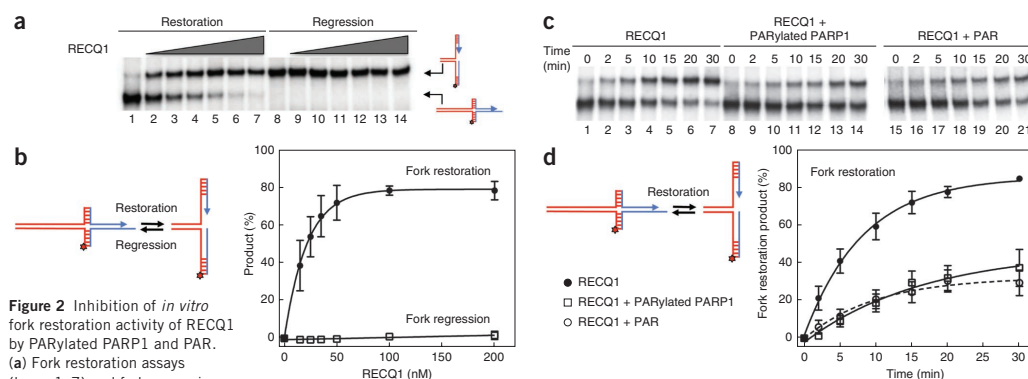 a
Restoration Regression
RECQ1
1 2 3 4 5 6 7 8 9 10 11 12 13 14
b
Restoration
Regression
Product (%)
100
80
60
40
20
0
Fork restoration
Fork regression
0 50 100 150 200
RECQ1 (nM)
Figure 2 Inhibition of in vitro
fork restoration activity of RECQ1
by PARylated PARP1 and PAR.
(a) Fork restoration assays
c
RECQ1
RECQ1 +
PARylated PARP1
RECQ1 + PAR
Time
(min)
0 2 5 10 15 20 30 0 2 5 10 15 20 30 0 2 5 10 15 20 30
1 2 3 4 5 6 7 8 9 10 11 12 13 14 15 16 17 18 19 20 21
d
Restoration
RECQ1
RECQ1 + PARylated PARP1
RECQ1 + PAR
Fork restoration product (%)
100
80
60
40
20
0
Fork restoration
0 5 10 15 20 25 30
Time (min)